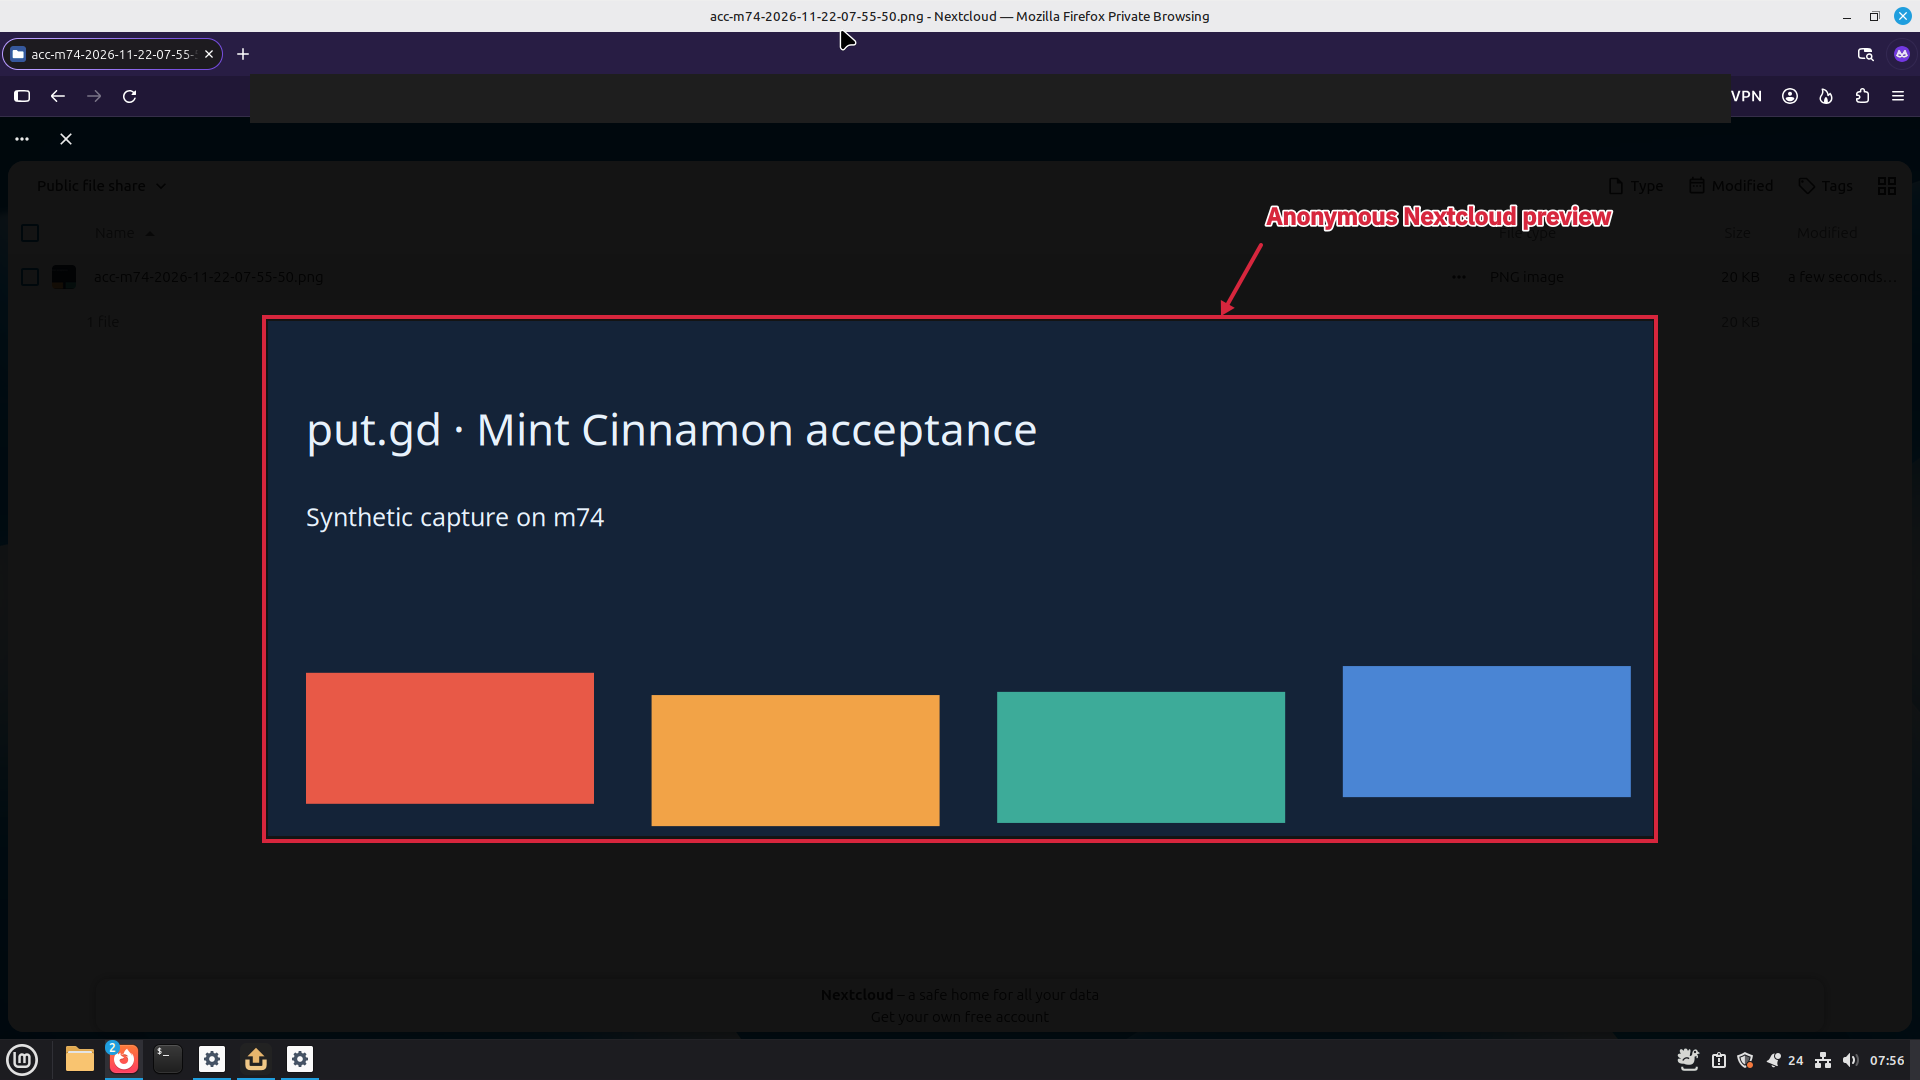 acc-m74-2026-11-22-07-55-50.png - Nextcloud — Mozilla Firefox Private Browsing
acc-m74-2026-11-22-07-55-
VPN
Public file share
Type
Modified
Tags
Anonymous Nextcloud preview
Name
Size
Modified
acc-m74-2026-11-22-07-55-50.png
PNG image
20 KB
a few seconds…
1 file
20 KB
put.gd · Mint Cinnamon acceptance
Synthetic capture on m74
Nextcloud – a safe home for all your data
Get your own free account
2
24
07:56